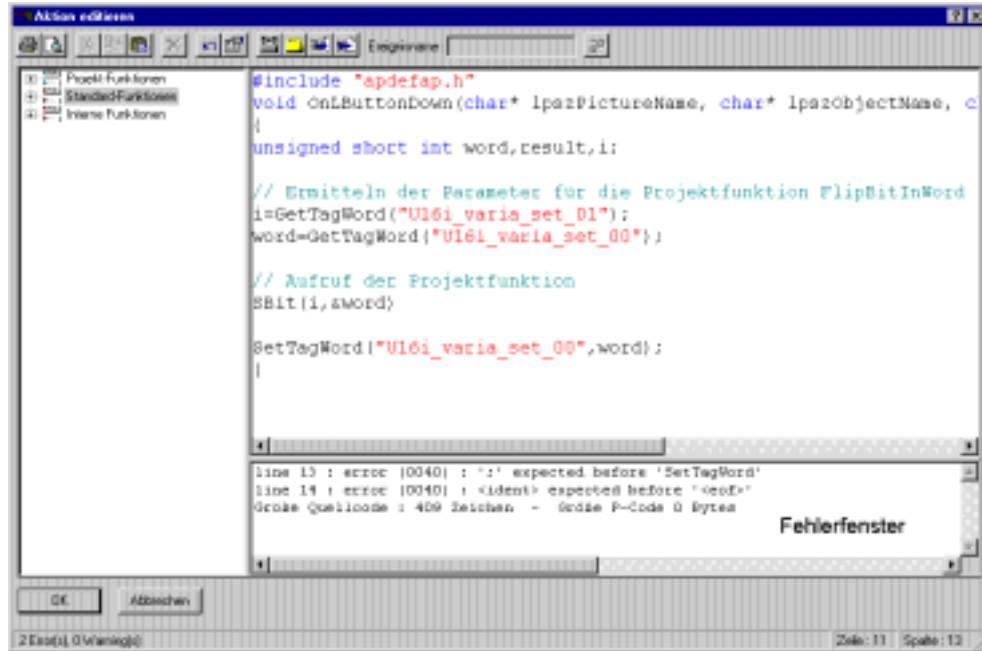 Aktion editieren
Ereignisname
Projekt-Funktionen
Standard-Funktionen
Interne Funktionen
#include "apdefap.h"
void OnLButtonDown(char* lpszPictureName, char* lpszObjectName, c
{
unsigned short int word,result,i;
// Ermitteln der Parameter für die Projektfunktion FlipBitInWord
i=GetTagWord("U16i_varia_set_01");
word=GetTagWord("U16i_varia_set_00");
// Aufruf der Projektfunktion
SBit(i,&word)
SetTagWord("U16i_varia_set_00",word);
line 13 : error (0040) : ';' expected before 'SetTagWord'
line 14 : error (0040) : <ident> expected before '<eof>'
Größe Quellcode : 409 Zeichen - Größe P-Code 0 Bytes
Fehlerfenster
OK
Abbrechen
2 Error(s), 0 Warning(s)
Zeile: 11 Spalte: 13